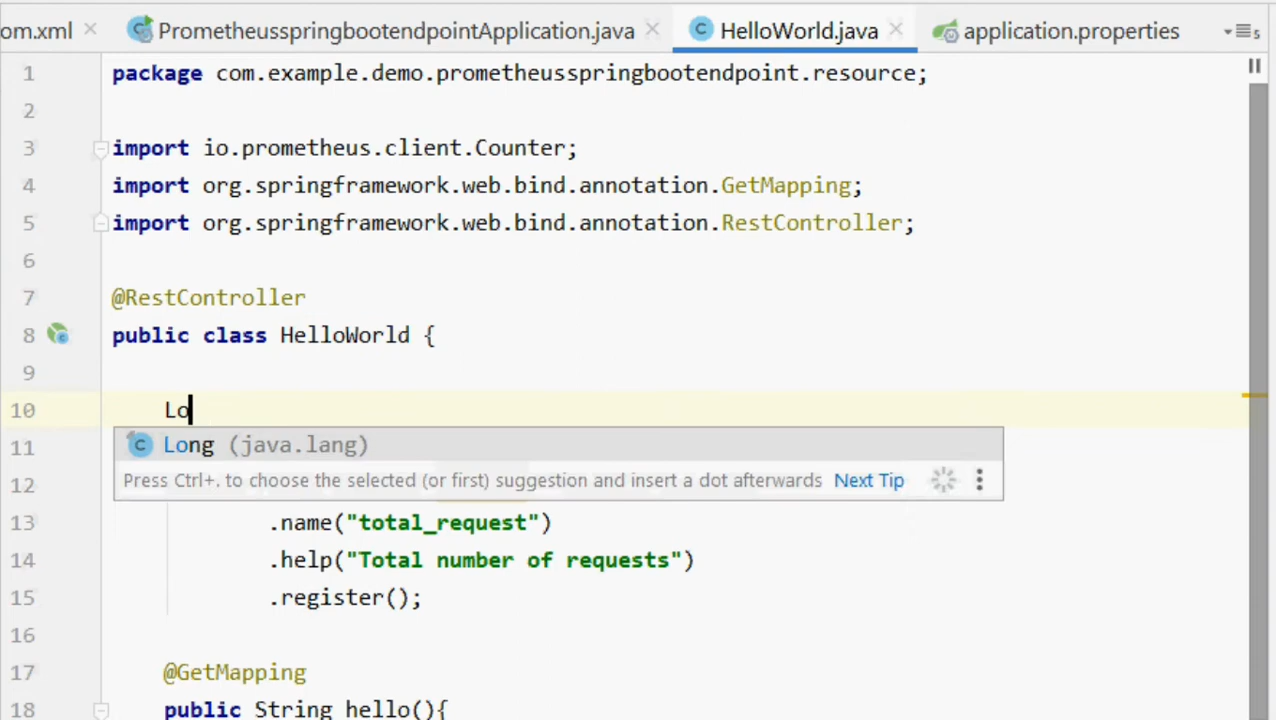 om.xml PrometheusspringbootendpointApplication.java HelloWorld.java application.properties 5
1 package com.example.demo.prometheusspringbootendpoint.resource;
2
3 import io.prometheus.client.Counter;
4 import org.springframework.web.bind.annotation.GetMapping;
5 import org.springframework.web.bind.annotation.RestController;
6
7 @RestController
8 public class HelloWorld {
9
10 Lo
11 Long (java.lang)
12 Press Ctrl+. to choose the selected (or first) suggestion and insert a dot afterwards Next Tip
13 .name("total_request")
14 .help("Total number of requests")
15 .register();
16
17 @GetMapping
18 public String hello(){